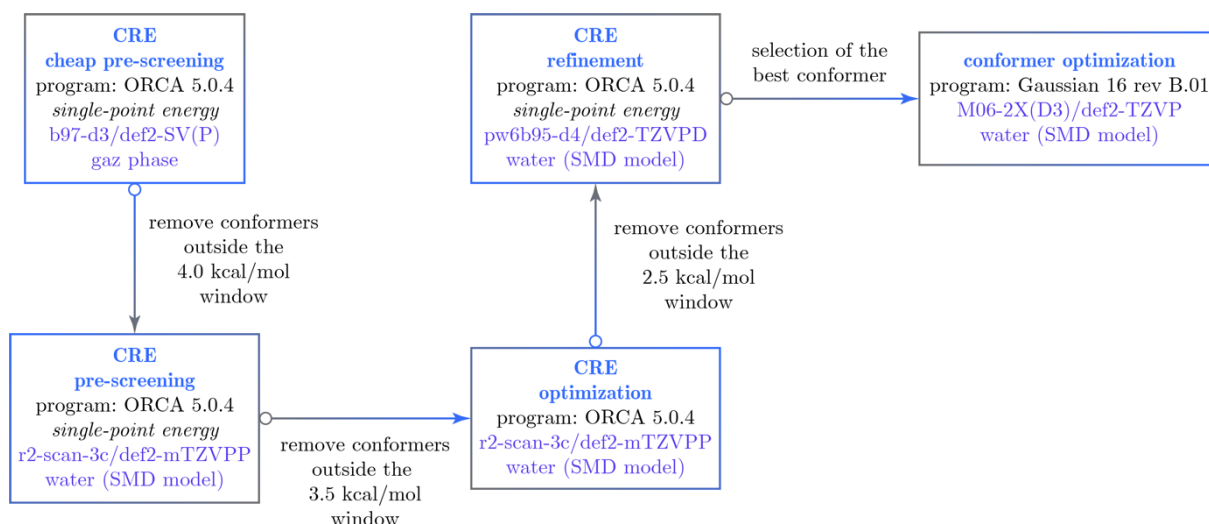 CRE
cheap pre-screening
program: ORCA 5.0.4
single-point energy
b97-d3/def2-SV(P)
gaz phase
remove conformers
outside the
4.0 kcal/mol
window
CRE
pre-screening
program: ORCA 5.0.4
single-point energy
r2-scan-3c/def2-mTZVPP
water (SMD model)
remove conformers
outside the
3.5 kcal/mol
window
CRE
optimization
program: ORCA 5.0.4
r2-scan-3c/def2-mTZVPP
water (SMD model)
remove conformers
outside the
2.5 kcal/mol
window
CRE
refinement
program: ORCA 5.0.4
single-point energy
pw6b95-d4/def2-TZVPD
water (SMD model)
selection of the
best conformer
conformer optimization
program: Gaussian 16 rev B.01
M06-2X(D3)/def2-TZVP
water (SMD model)